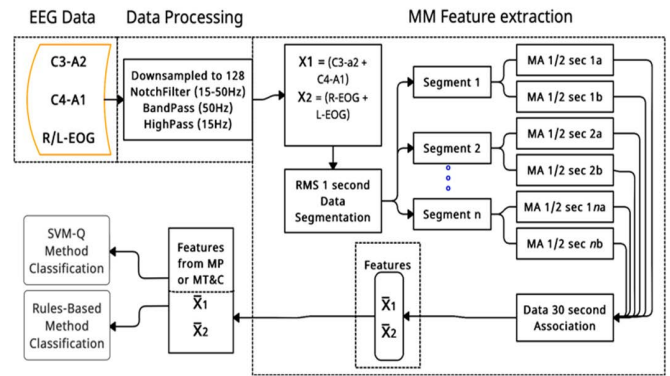 EEG Data
Data Processing
MM Feature extraction
C3-A2
C4-A1
R/L-EOG
Downsampled to 128
NotchFilter (15-50Hz)
BandPass (50Hz)
HighPass (15Hz)
X1 = (C3-a2 +
C4-A1)
X2 = (R-EOG +
L-EOG)
RMS 1 second
Data
Segmentation
Segment 1
Segment 2
Segment n
MA 1/2 sec 1a
MA 1/2 sec 1b
MA 1/2 sec 2a
MA 1/2 sec 2b
MA 1/2 sec 1na
MA 1/2 sec nb
Data 30 second
Association
Features
X̅1
X̅2
Features
from MP
or MT&C
X̅1
X̅2
SVM-Q
Method
Classification
Rules-Based
Method
Classification